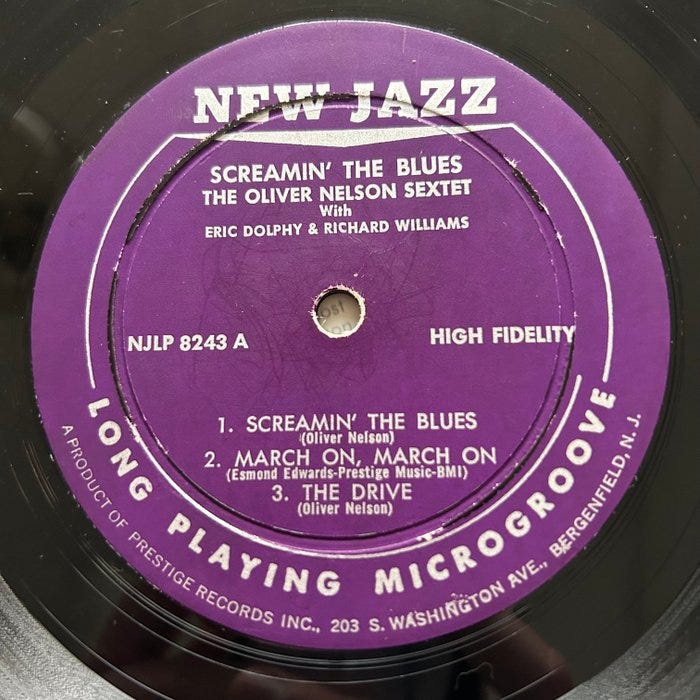 NEW JAZZ
SCREAMIN' THE BLUES
THE OLIVER NELSON SEXTET
With
ERIC DOLPHY & RICHARD WILLIAMS
NJLP 8243 A
HIGH FIDELITY
1. SCREAMIN' THE BLUES
(Oliver Nelson)
2. MARCH ON, MARCH ON
(Esmond Edwards-Prestige Music-BMI)
3. THE DRIVE
(Oliver Nelson)
LONG PLAYING MICROGROOVE
A PRODUCT OF PRESTIGE RECORDS INC., 203 S. WASHINGTON AVE., BERGENFIELD, N. J.